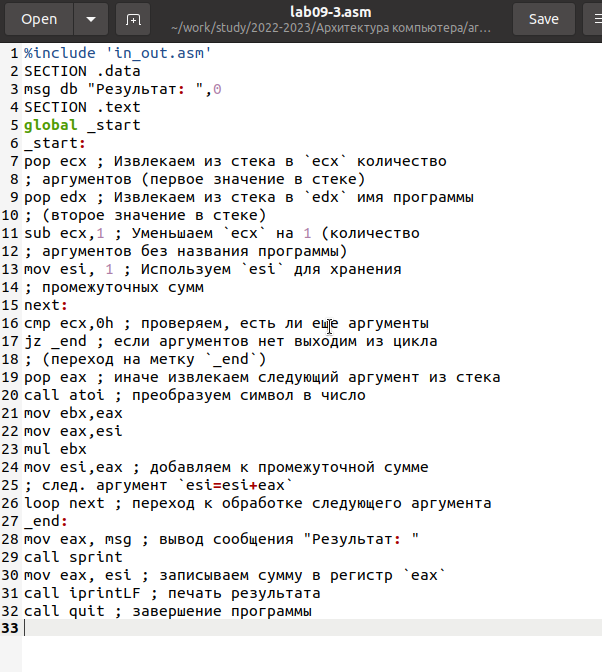 Open
lab09-3.asm
~/work/study/2022-2023/Архитектура компьютера/ar...
Save
1 %include 'in_out.asm'
2 SECTION .data
3 msg db "Результат: ",0
4 SECTION .text
5 global _start
6 _start:
7 pop ecx ; Извлекаем из стека в `ecx` количество
8 ; аргументов (первое значение в стеке)
9 pop edx ; Извлекаем из стека в `edx` имя программы
10 ; (второе значение в стеке)
11 sub ecx,1 ; Уменьшаем `ecx` на 1 (количество
12 ; аргументов без названия программы)
13 mov esi, 1 ; Используем `esi` для хранения
14 ; промежуточных сумм
15 next:
16 cmp ecx,0h ; проверяем, есть ли еще аргументы
17 jz _end ; если аргументов нет выходим из цикла
18 ; (переход на метку `_end`)
19 pop eax ; иначе извлекаем следующий аргумент из стека
20 call atoi ; преобразуем символ в число
21 mov ebx,eax
22 mov eax,esi
23 mul ebx
24 mov esi,eax ; добавляем к промежуточной сумме
25 ; след. аргумент `esi=esi+eax`
26 loop next ; переход к обработке следующего аргумента
27 _end:
28 mov eax, msg ; вывод сообщения "Результат: "
29 call sprint
30 mov eax, esi ; записываем сумму в регистр `eax`
31 call iprintLF ; печать результата
32 call quit ; завершение программы
33